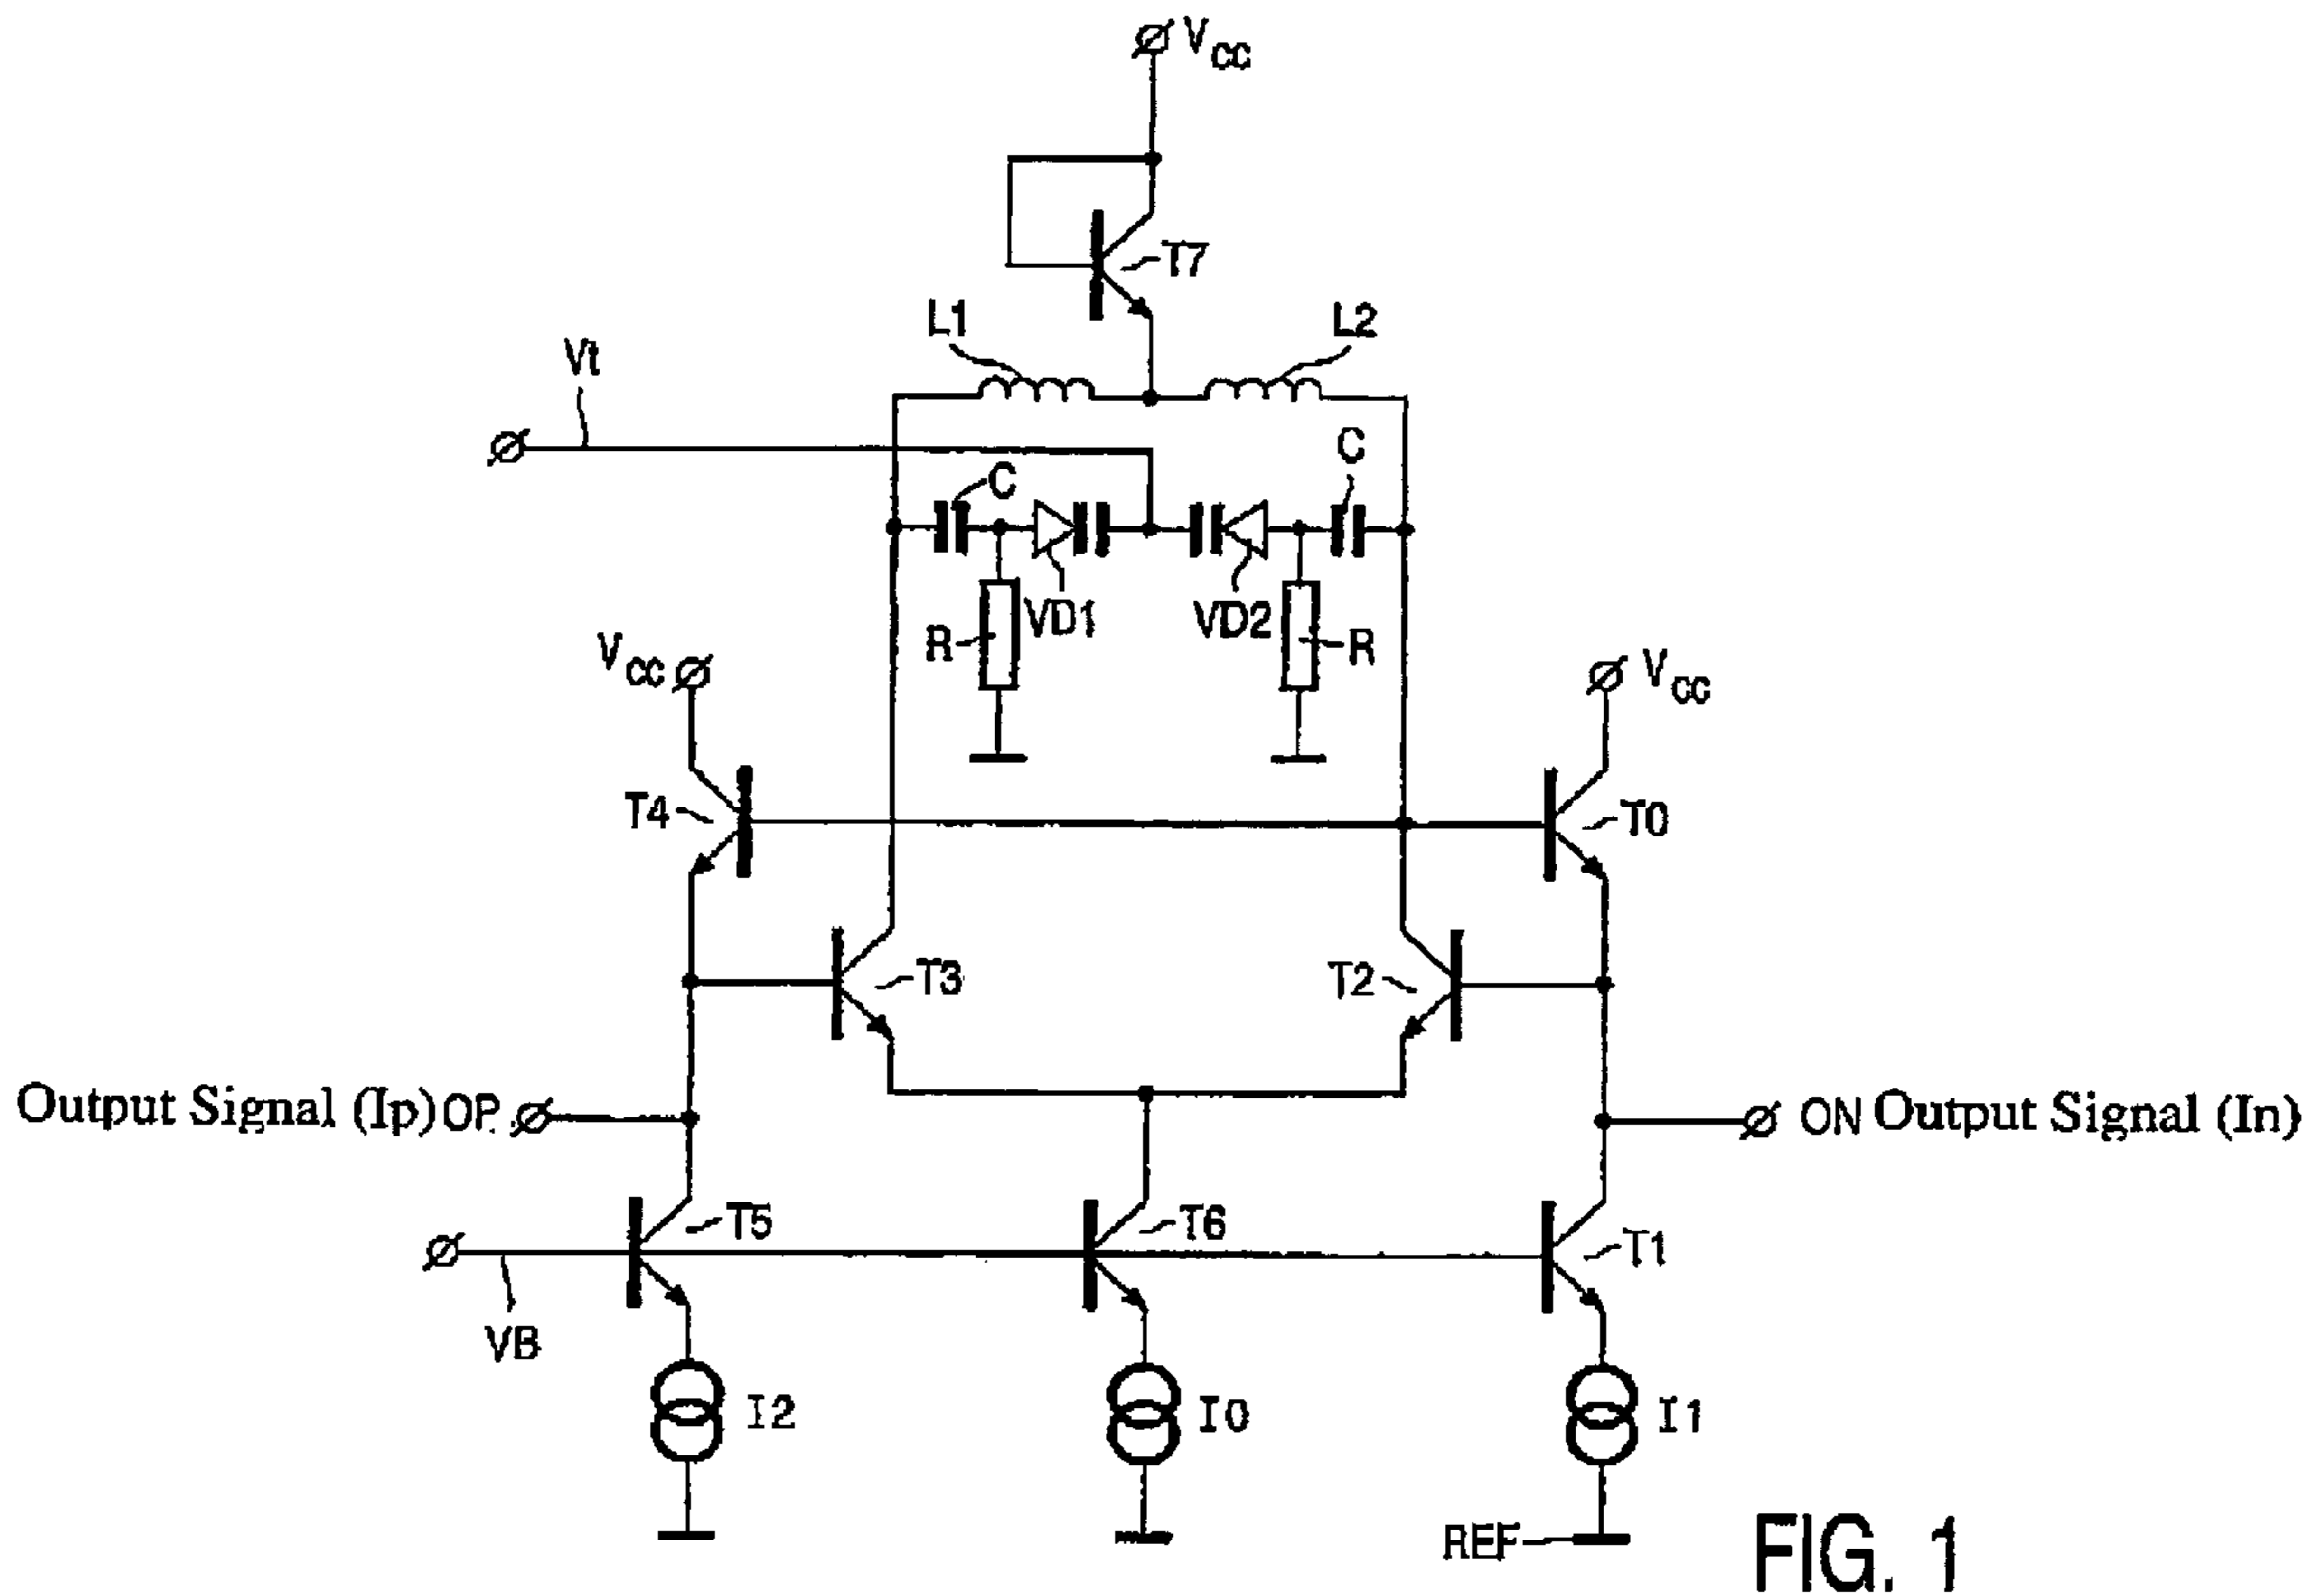 Vcc
T7
L1
L2
Vt
C
C
VD1
VD2
R
R
Vcc
Vcc
T4
T0
T3
T2
Output Signal (Ip) OP
ON Output Signal (In)
T5
T6
T1
VB
I2
I0
I1
REF
FIG. 1